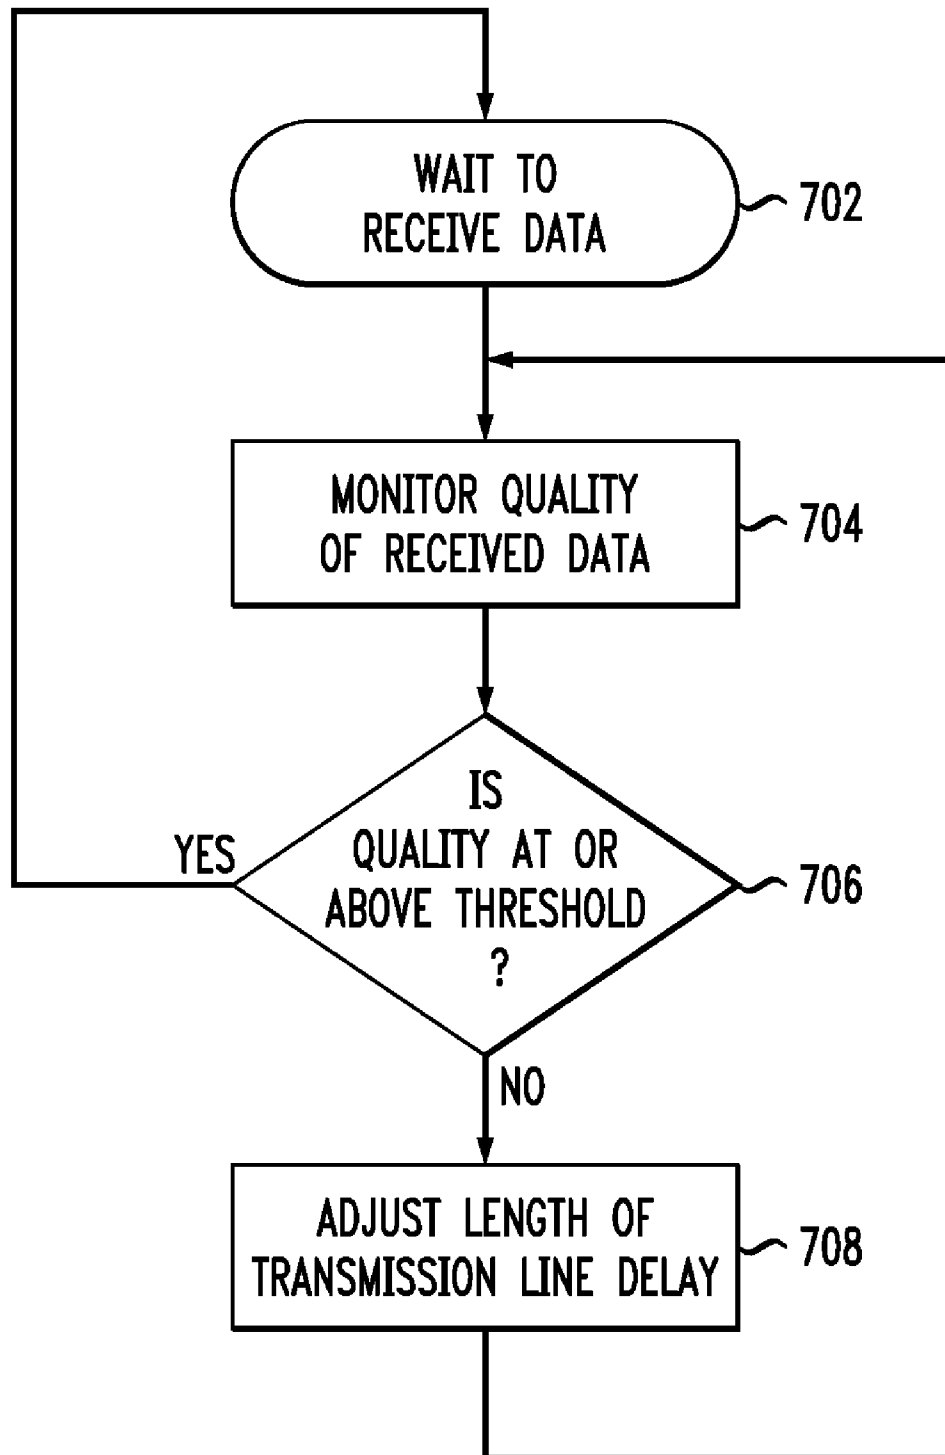 WAIT TO
RECEIVE DATA
702
MONITOR QUALITY
OF RECEIVED DATA
704
IS
QUALITY AT OR
ABOVE THRESHOLD
?
YES
706
NO
ADJUST LENGTH OF
TRANSMISSION LINE DELAY
708